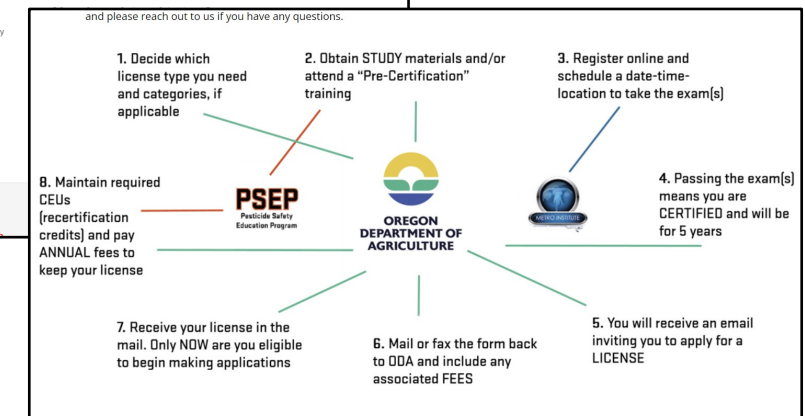 and please reach out to us if you have any questions.
y
1. Decide which
license type you need
and categories, if
applicable
2. Obtain STUDY materials and/or
attend a “Pre-Certification”
training
3. Register online and
schedule a date-time-
location to take the exam(s)
8. Maintain required
CEUs
(recertification
credits) and pay
ANNUAL fees to
keep your license
PSEP
Pesticide Safety
Education Program
OREGON
DEPARTMENT OF
AGRICULTURE
METRO INSTITUTE
4. Passing the exam(s)
means you are
CERTIFIED and will be
for 5 years
7. Receive your license in the
mail. Only NOW are you eligible
to begin making applications
6. Mail or fax the form back
to ODA and include any
associated FEES
5. You will receive an email
inviting you to apply for a
LICENSE